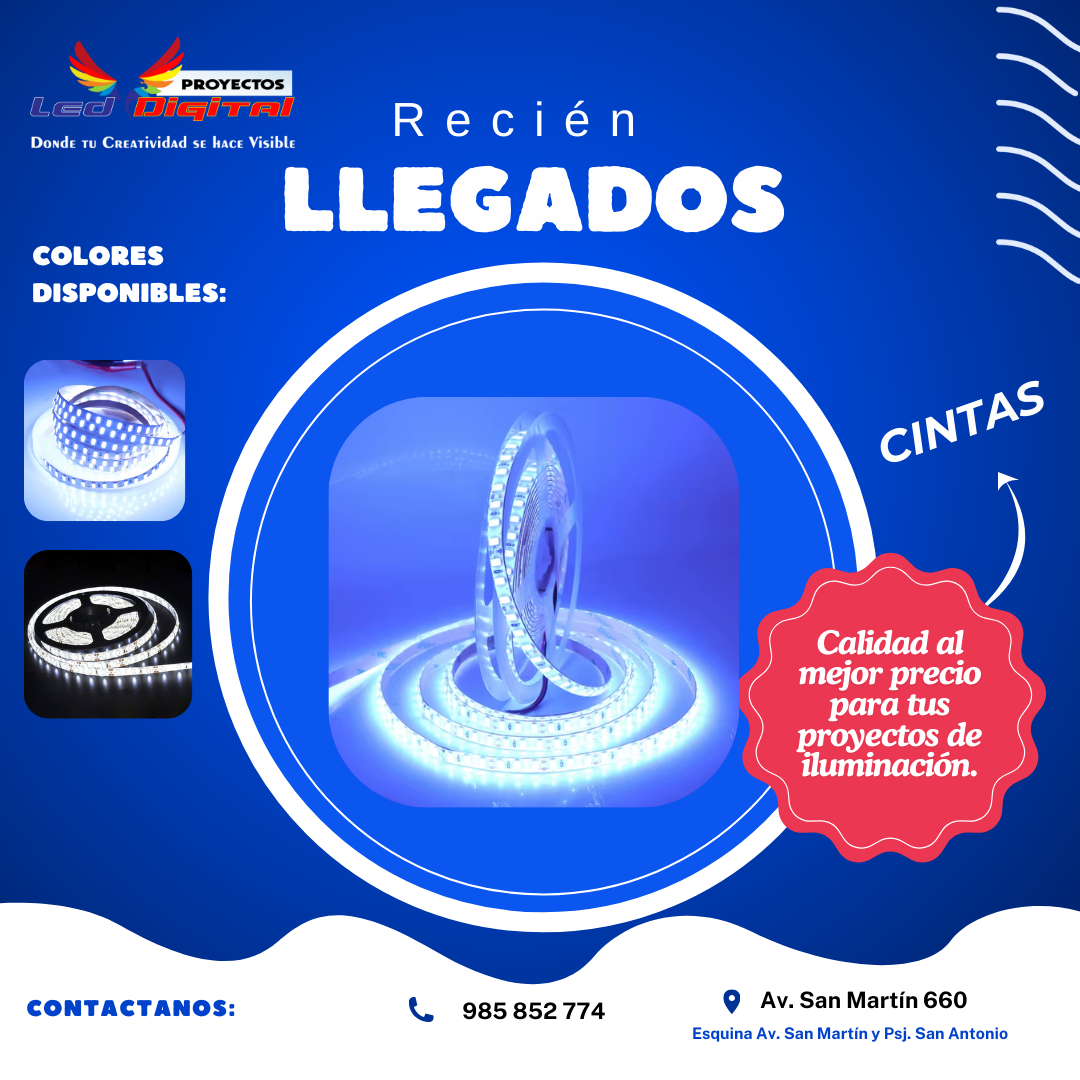 PROYECTOS
Led Digital
Donde tu Creatividad se hace Visible
Recién
LLEGADOS
COLORES
DISPONIBLES:
CINTAS
Calidad al
mejor precio
para tus
proyectos de
iluminación.
CONTACTANOS:
985 852 774
Av. San Martín 660
Esquina Av. San Martín y Psj. San Antonio